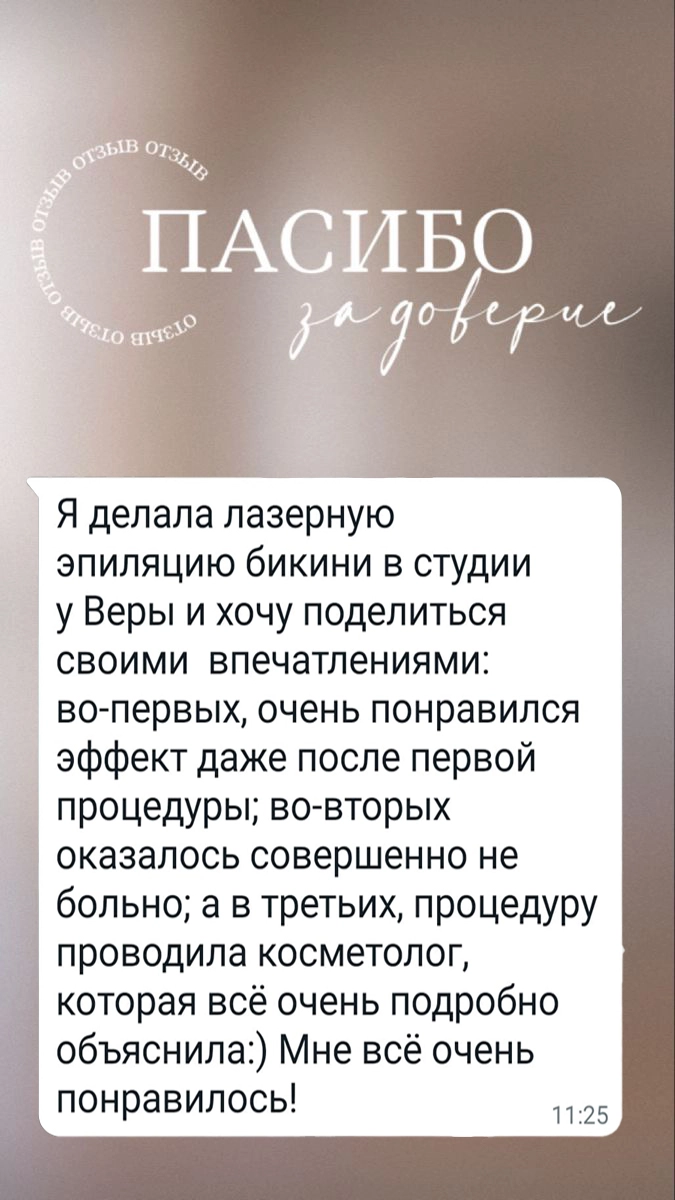 отзыв отзыв отзыв отзыв отзыв отзыв отзыв
ПАСИБО
за доверие
Я делала лазерную
эпиляцию бикини в студии
у Веры и хочу поделиться
своими  впечатлениями:
во-первых, очень понравился
эффект даже после первой
процедуры; во-вторых
оказалось совершенно не
больно; а в третьих, процедуру
проводила косметолог,
которая всё очень подробно
объяснила:) Мне всё очень
понравилось!
11:25